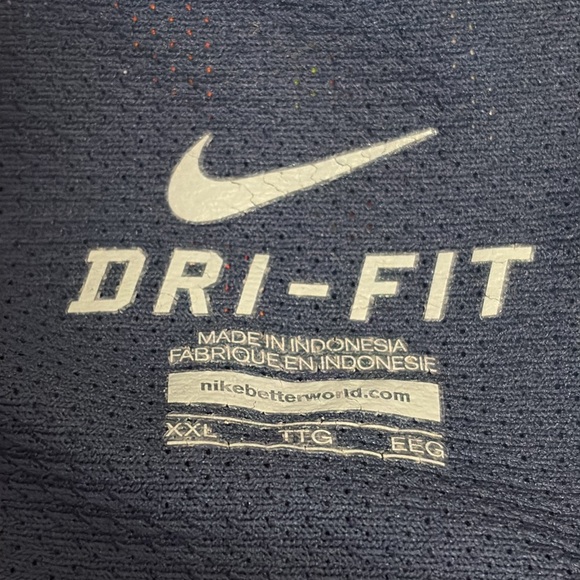 DRI-FIT
MADE IN INDONESIA
FABRIQUE EN INDONESIE
nikebetterworld.com
XXL TTG EEG